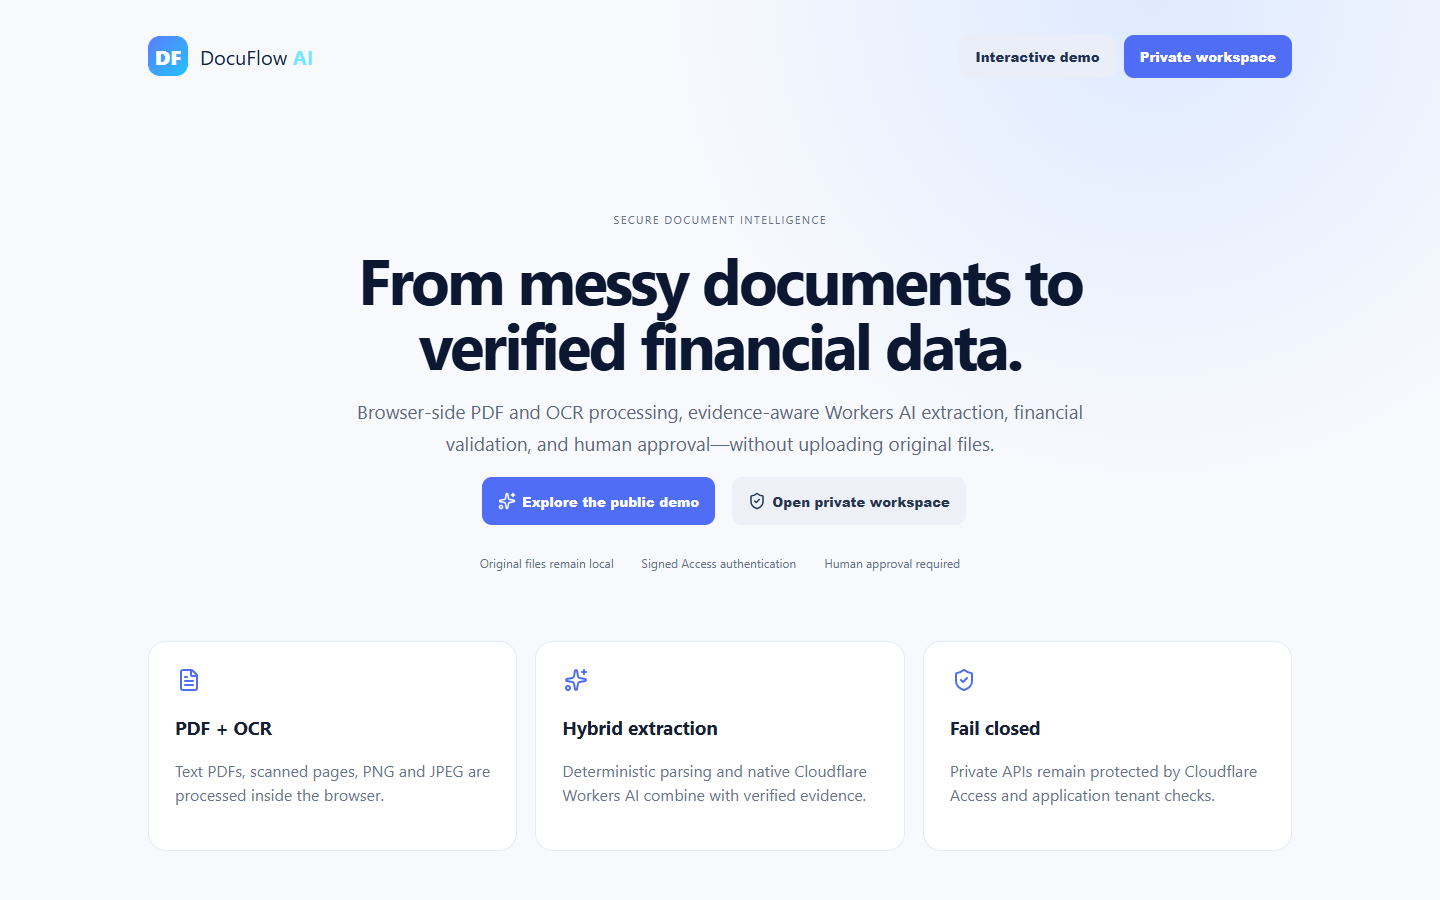 DF DocuFlow AI
Interactive demo
Private workspace
SECURE DOCUMENT INTELLIGENCE
From messy documents to
verified financial data.
Browser-side PDF and OCR processing, evidence-aware Workers AI extraction, financial
validation, and human approval—without uploading original files.
Explore the public demo
Open private workspace
Original files remain local
Signed Access authentication
Human approval required
PDF + OCR
Text PDFs, scanned pages, PNG and JPEG are
processed inside the browser.
Hybrid extraction
Deterministic parsing and native Cloudflare
Workers AI combine with verified evidence.
Fail closed
Private APIs remain protected by Cloudflare
Access and application tenant checks.